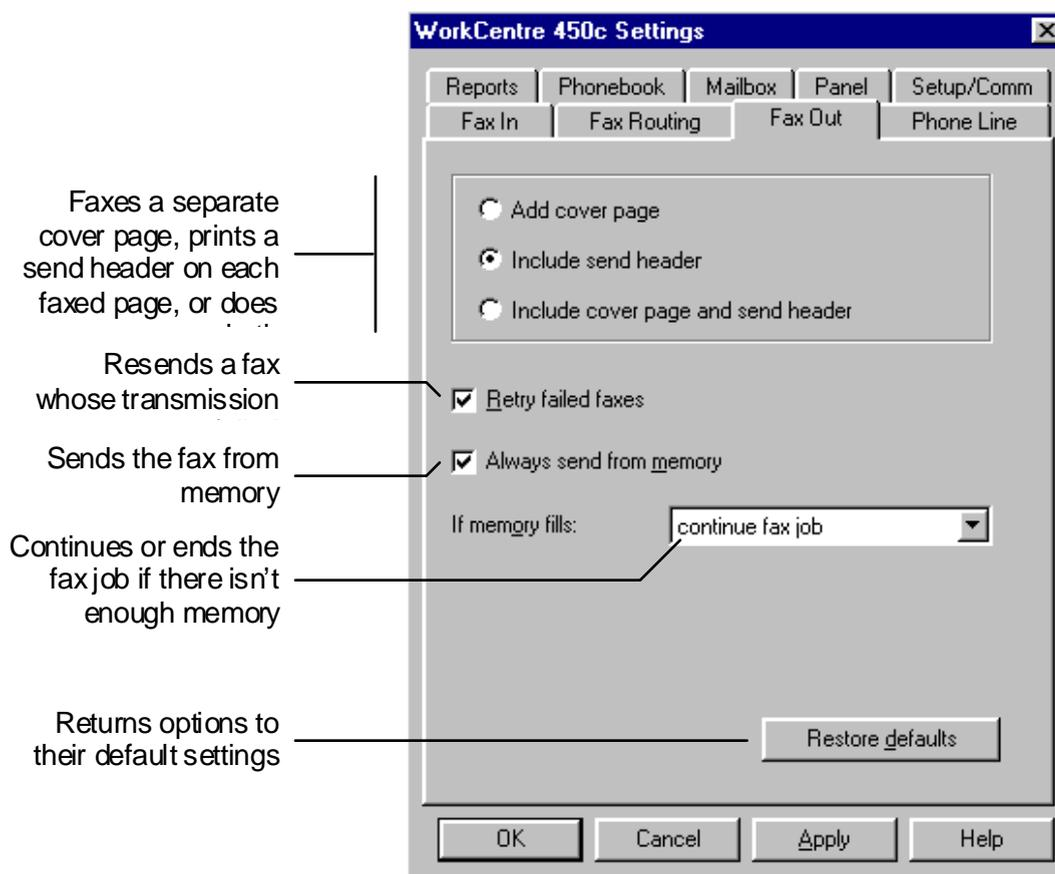 WorkCentre 450c Settings
Reports Phonebook Mailbox Panel Setup/Comm
Fax In Fax Routing Fax Out Phone Line
Faxes a separate
cover page, prints a
send header on each
faxed page, or does
Add cover page
Include send header
Include cover page and send header
Resends a fax
whose transmission
Retry failed faxes
Sends the fax from
memory
Always send from memory
Continues or ends the
fax job if there isn't
enough memory
If memory fills: continue fax job
Returns options to
their default settings
Restore defaults
OK Cancel Apply Help